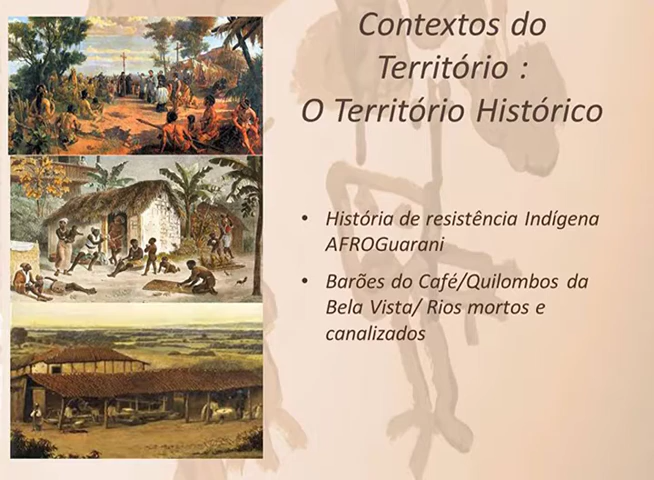 Contextos do
Território :
O Território Histórico
• História de resistência Indígena
AFROGuarani
• Barões do Café/Quilombos da
Bela Vista/ Rios mortos e
canalizados